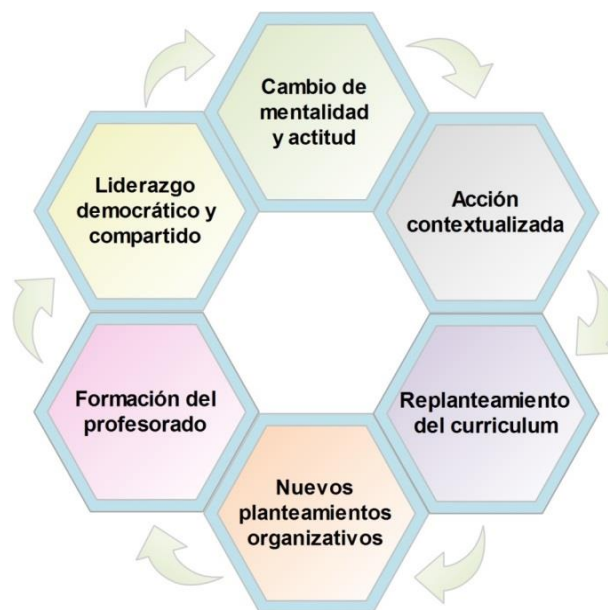 Cambio de
mentalidad
y actitud
Acción
contextualizada
Replanteamiento
del curriculum
Nuevos
planteamientos
organizativos
Formación del
profesorado
Liderazgo
democrático y
compartido